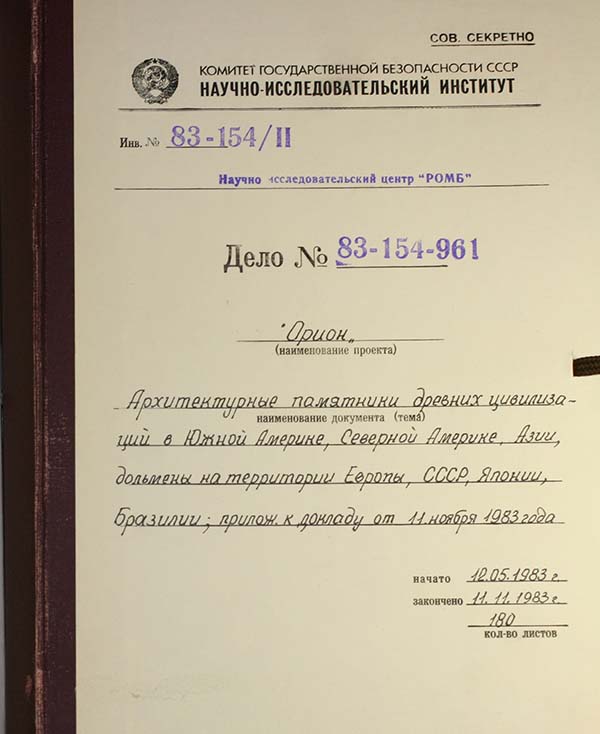 СОВ. СЕКРЕТНО
КОМИТЕТ ГОСУДАРСТВЕННОЙ БЕЗОПАСНОСТИ СССР
НАУЧНО-ИССЛЕДОВАТЕЛЬСКИЙ ИНСТИТУТ
Инв. № 83-154/II
Научно исследовательский центр "РОМБ"
Дело № 83-154-961
"Орион"
(наименование проекта)
Архитектурные памятники древних цивилиза-
наименование документа (тема)
ций в Южной Америке, Северной Америке, Азии,
дольмены на территории Европы, СССР, Японии,
Бразилии; прилож. к докладу от 11 ноября 1983 года
начато 12.05.1983 г.
закончено 11.11.1983 г.
180
кол-во листов